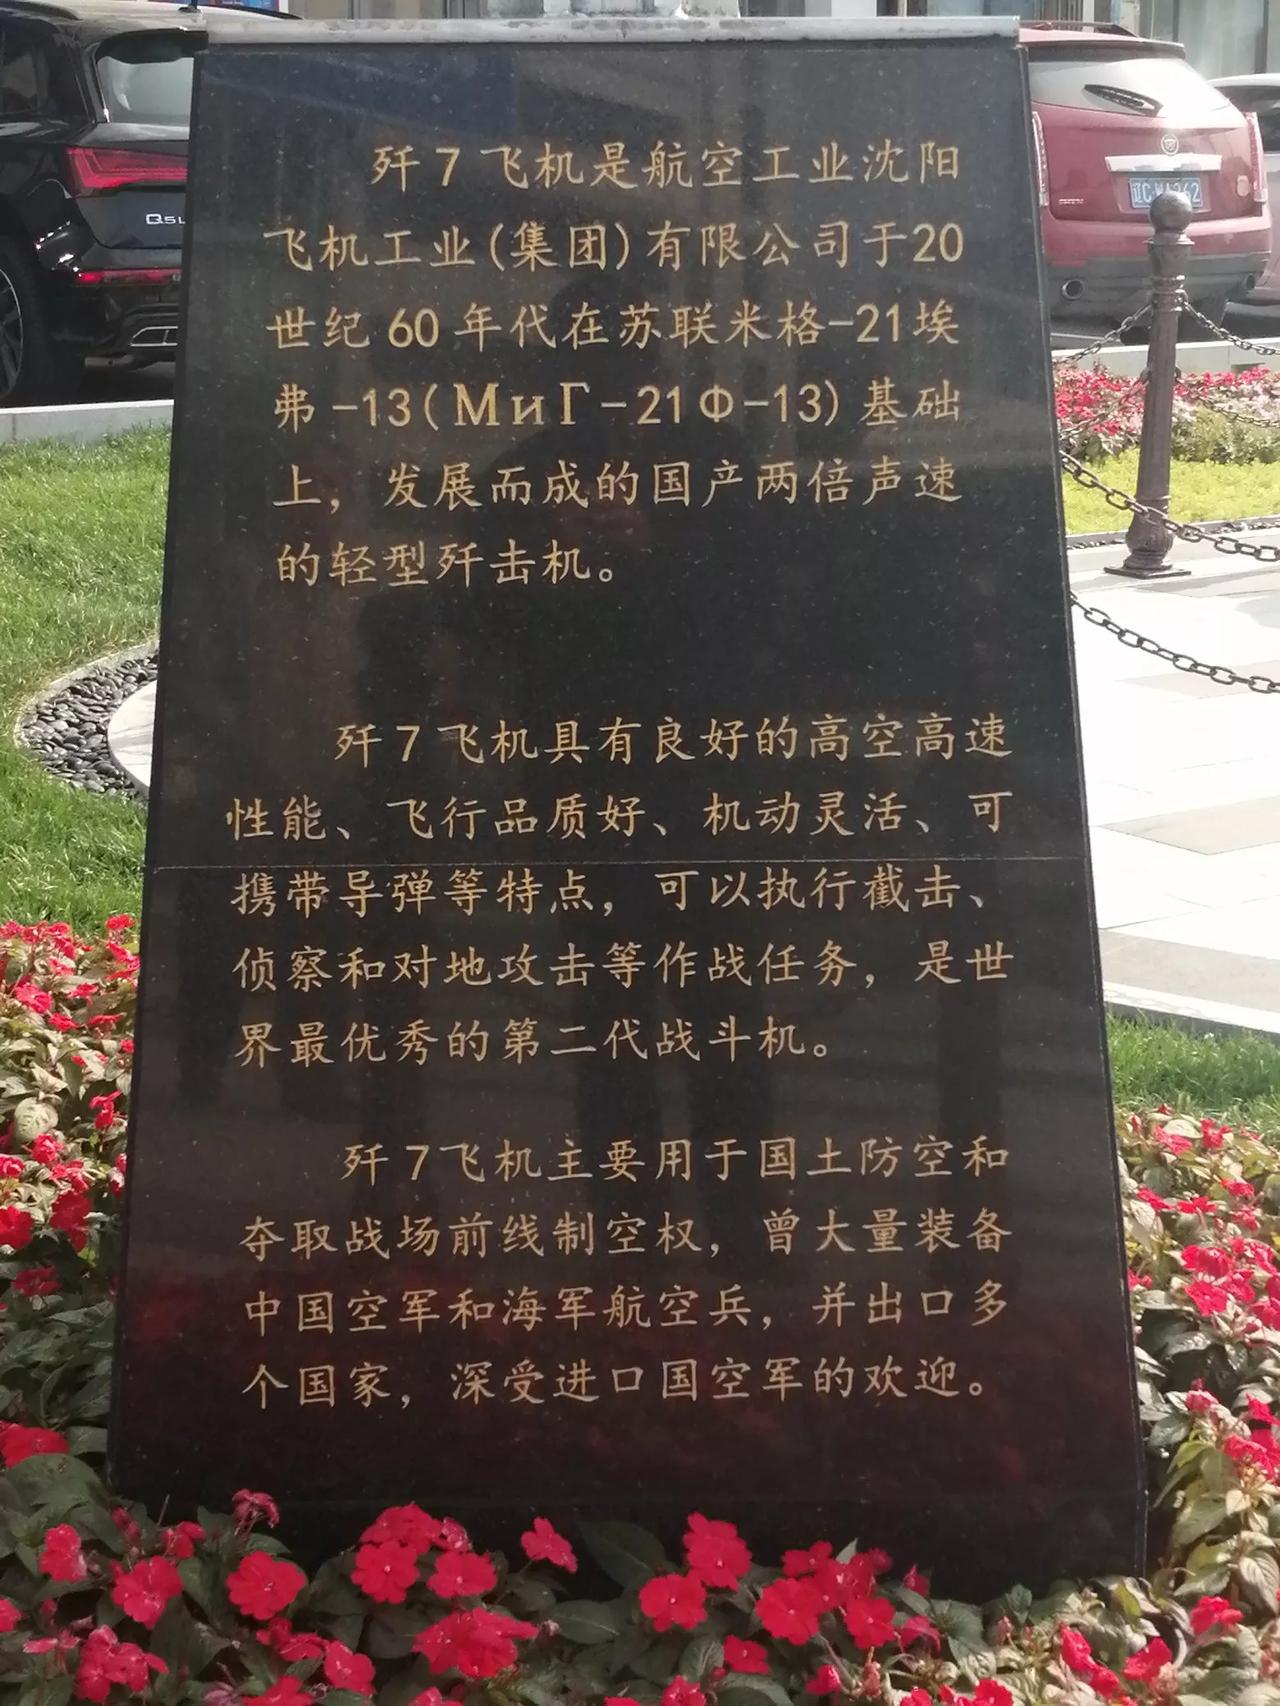 歼7飞机是航空工业沈阳
飞机工业(集团)有限公司于20
世纪60年代在苏联米格-21埃
弗-13(МиГ-21Ф-13)基础
上，发展而成的国产两倍声速
的轻型歼击机。
歼7飞机具有良好的高空高速
性能、飞行品质好、机动灵活、可
携带导弹等特点，可以执行截击、
侦察和对地攻击等作战任务，是世
界最优秀的第二代战斗机。
歼7飞机主要用于国土防空和
夺取战场前线制空权，曾大量装备
中国空军和海军航空兵，并出口多
个国家，深受进口国空军的欢迎。
Q5L